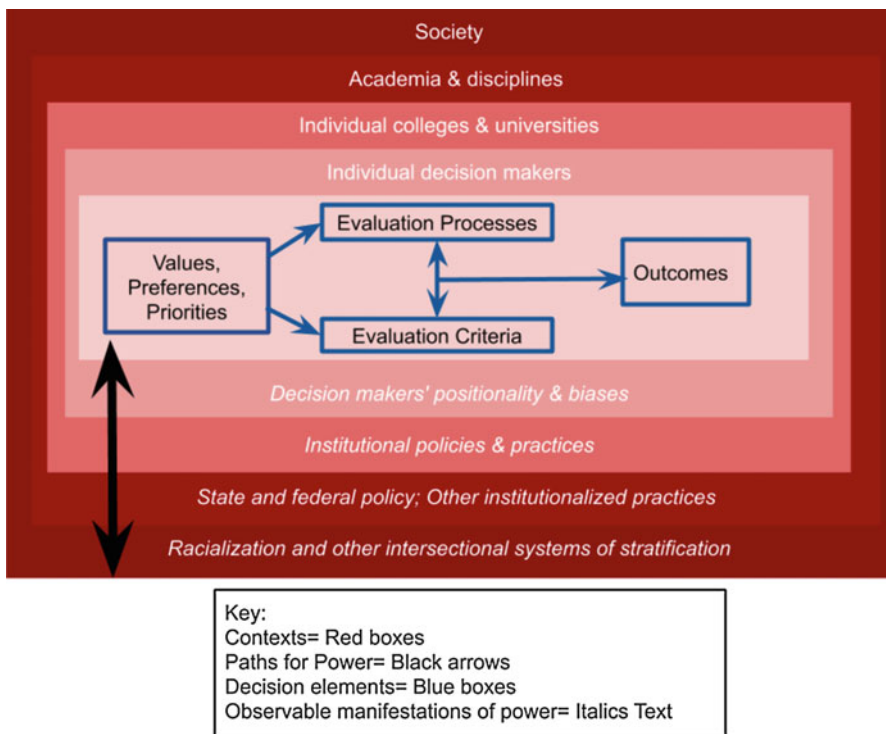 Society
Academia & disciplines
Individual colleges & universities
Individual decision makers
Evaluation Processes
Values,
Preferences,
Priorities
Outcomes
Evaluation Criteria
Decision makers' positionality & biases
Institutional policies & practices
State and federal policy; Other institutionalized practices
Racialization and other intersectional systems of stratification
Key:
Contexts= Red boxes
Paths for Power= Black arrows
Decision elements= Blue boxes
Observable manifestations of power= Italics Text